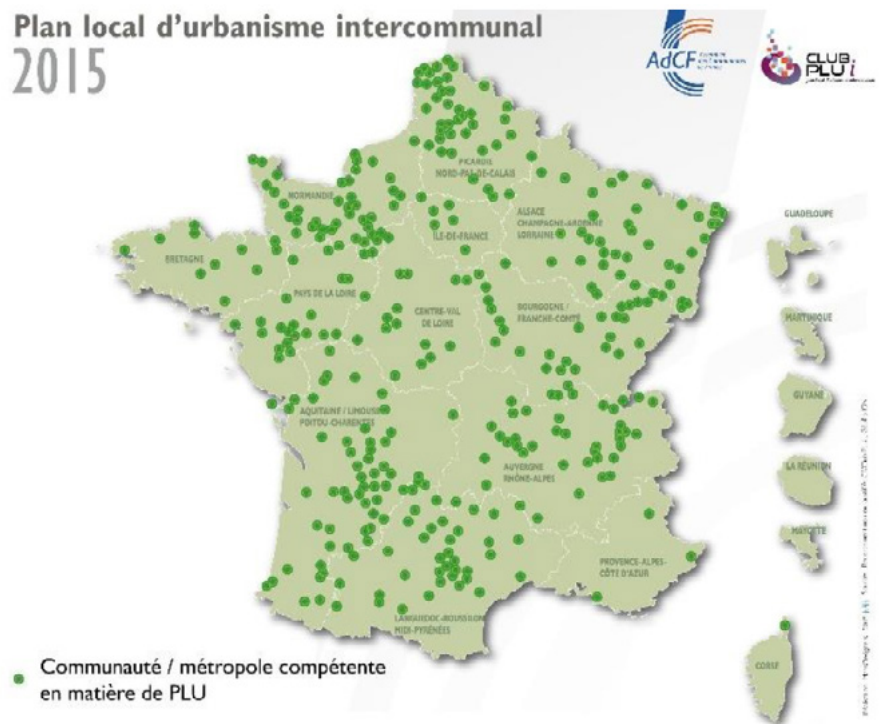 Plan local d'urbanisme intercommunal
2015
AdCF
CLUB
PLUi
PICARDIE
NORD-PAS-DE-CALAIS
NORMANDIE
ALSACE
CHAMPAGNE-ARDENNE
LORRAINE
ILE-DE-FRANCE
GUADELOUPE
BRETAGNE
PAYS DE LA LOIRE
CENTRE-VAL
DE LOIRE
BOURGOGNE /
FRANCHE-COMTÉ
MARTINIQUE
GUYANE
AQUITAINE / LIMOUSIN
POITOU-CHARENTES
AUVERGNE
RHÔNE-ALPES
LA RÉUNION
MAYOTTE
PROVENCE-ALPES-
CÔTE D'AZUR
LANGUEDOC-ROUSSILLON
MIDI-PYRÉNÉES
CORSE
Communauté / métropole compétente
en matière de PLU